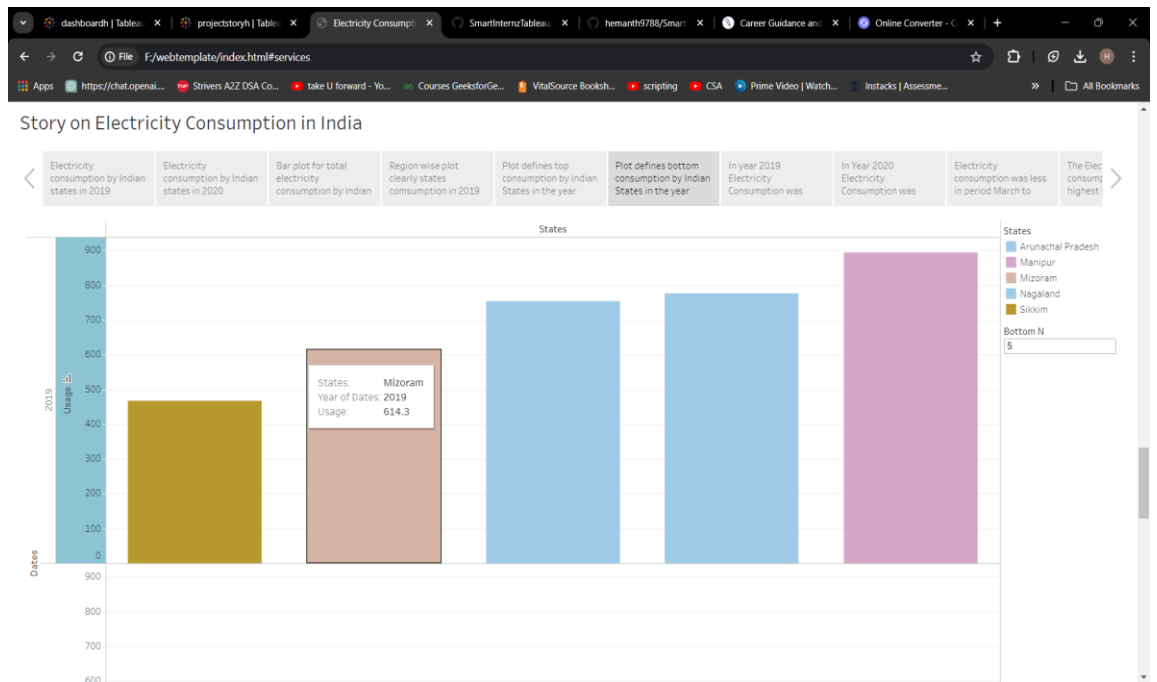 dashboardh | Tableau
projectstoryh | Table
Electricity Consumpti
SmartInternzTableau,
hemanth9788/Smart
Career Guidance and
Online Converter - C
File F:/webtemplate/index.html#services
H
Apps https://chat.openai.... Strivers A2Z DSA Co... take U forward - Yo... Courses GeeksforGe... VitalSource Booksh... scripting CSA Prime Video | Watch... Instacks | Assessme... » All Bookmarks
Story on Electricity Consumption in India
Electricity
consumption by Indian
states in 2019
Electricity
consumption by Indian
states in 2020
Bar plot for total
electricity
consumption by Indian
Region wise plot
clearly states
comsumption in 2019
Plot defines top
consumption by Indian
States in the year
Plot defines bottom
consumption by Indian
States in the year
In year 2019
Electricity
Consumption was
In Year 2020
Electricity
Consumption was
Electricity
consumption was less
in period March to
The Elec
consump
highest
States
Dates
2019
Usage
900
800
700
600
500
400
300
200
100
0
900
800
700
600
States: Mizoram
Year of Dates: 2019
Usage: 614.3
States
Arunachal Pradesh
Manipur
Mizoram
Nagaland
Sikkim
Bottom N
5